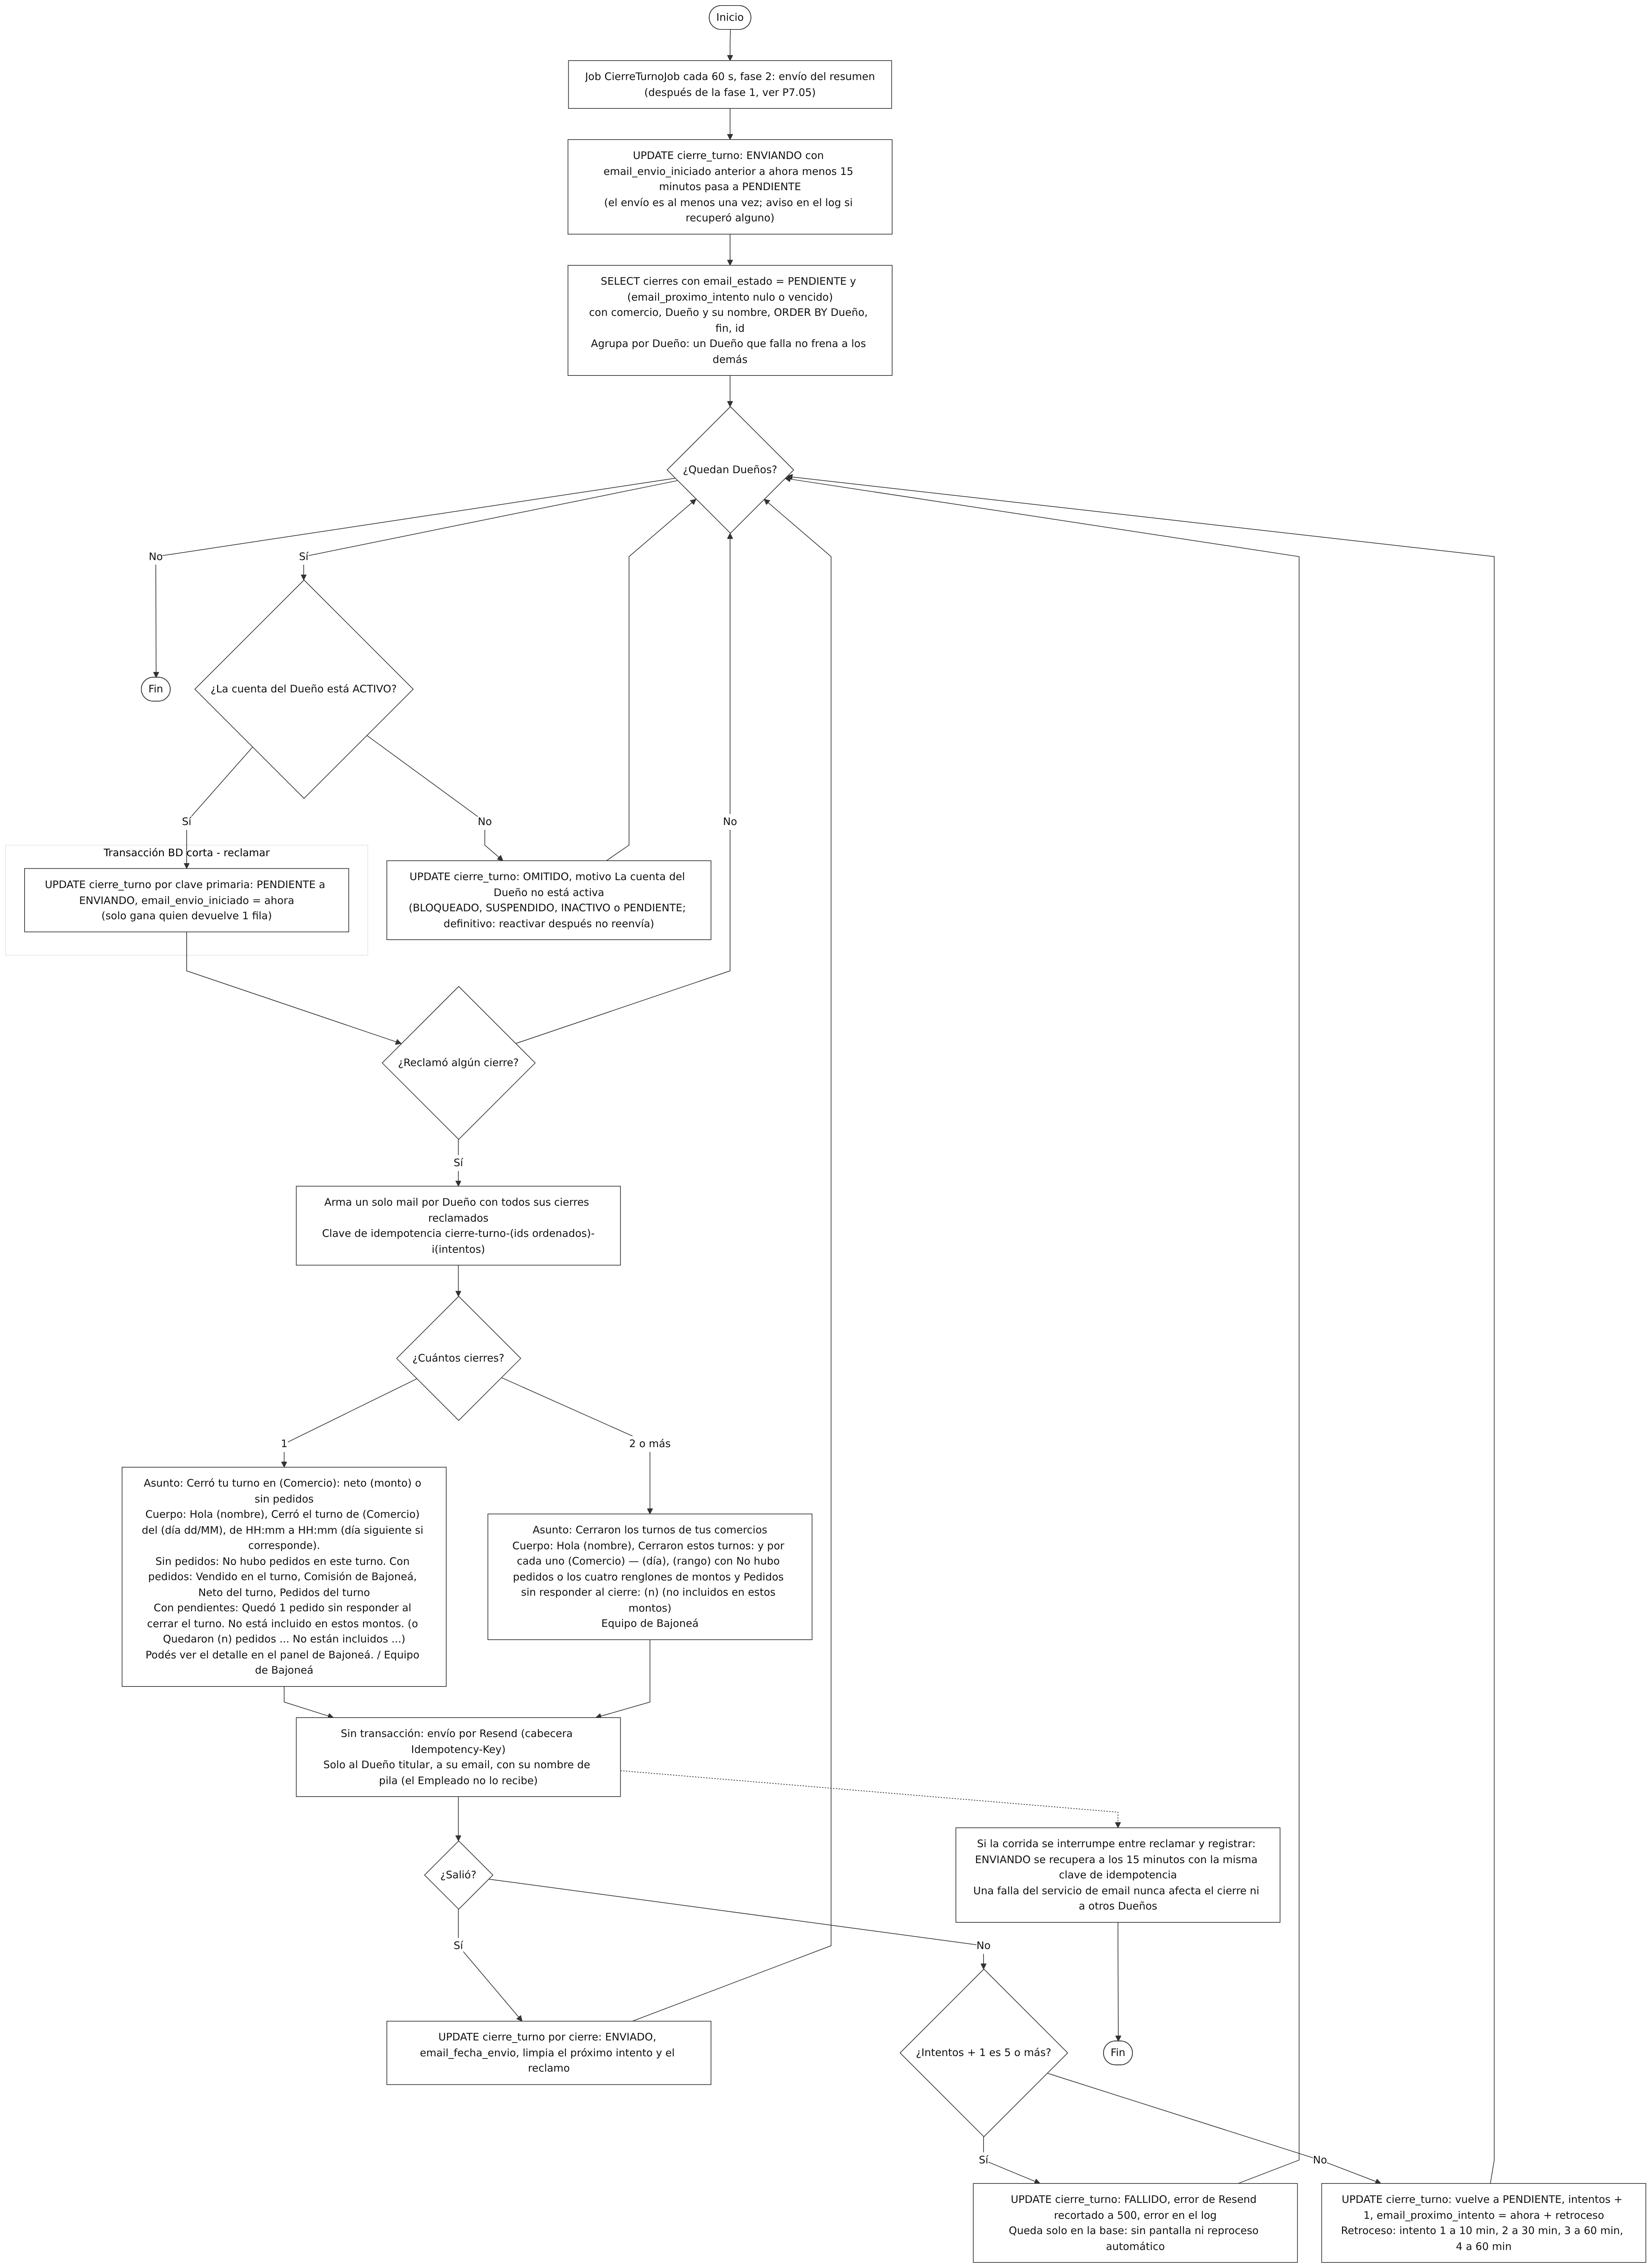 Inicio
Job CierreTurnoJob cada 60 s, fase 2: envío del resumen
(después de la fase 1, ver P7.05)
UPDATE cierre_turno: ENVIANDO con
email_envio_iniciado anterior a ahora menos 15
minutos pasa a PENDIENTE
(el envío es al menos una vez; aviso en el log si
recuperó alguno)
SELECT cierres con email_estado = PENDIENTE y
(email_proximo_intento nulo o vencido)
con comercio, Dueño y su nombre, ORDER BY Dueño,
fin, id
Agrupa por Dueño: un Dueño que falla no frena a los
demás
¿Quedan Dueños?
No
Sí
¿La cuenta del Dueño está ACTIVO?
Fin
Sí
No
No
Transacción BD corta - reclamar
UPDATE cierre_turno por clave primaria: PENDIENTE a
ENVIANDO, email_envio_iniciado = ahora
(solo gana quien devuelve 1 fila)
UPDATE cierre_turno: OMITIDO, motivo La cuenta del
Dueño no está activa
(BLOQUEADO, SUSPENDIDO, INACTIVO o PENDIENTE;
definitivo: reactivar después no reenvía)
¿Reclamó algún cierre?
Sí
Arma un solo mail por Dueño con todos sus cierres
reclamados
Clave de idempotencia cierre-turno-(ids ordenados)-
i(intentos)
¿Cuántos cierres?
1
2 o más
Asunto: Cerró tu turno en (Comercio): neto (monto) o
sin pedidos
Cuerpo: Hola (nombre), Cerró el turno de (Comercio)
del (día dd/MM), de HH:mm a HH:mm (día siguiente si
corresponde).
Sin pedidos: No hubo pedidos en este turno. Con
pedidos: Vendido en el turno, Comisión de Bajoneá,
Neto del turno, Pedidos del turno
Con pendientes: Quedó 1 pedido sin responder al
cerrar el turno. No está incluido en estos montos. (o
Quedaron (n) pedidos ... No están incluidos ...)
Podés ver el detalle en el panel de Bajoneá. / Equipo
de Bajoneá
Asunto: Cerraron los turnos de tus comercios
Cuerpo: Hola (nombre), Cerraron estos turnos: y por
cada uno (Comercio) — (día), (rango) con No hubo
pedidos o los cuatro renglones de montos y Pedidos
sin responder al cierre: (n) (no incluidos en estos
montos)
Equipo de Bajoneá
Sin transacción: envío por Resend (cabecera
Idempotency-Key)
Solo al Dueño titular, a su email, con su nombre de
pila (el Empleado no lo recibe)
Si la corrida se interrumpe entre reclamar y registrar:
ENVIANDO se recupera a los 15 minutos con la misma
clave de idempotencia
Una falla del servicio de email nunca afecta el cierre ni
a otros Dueños
¿Salió?
Sí
No
UPDATE cierre_turno por cierre: ENVIADO,
email_fecha_envio, limpia el próximo intento y el
reclamo
¿Intentos + 1 es 5 o más?
Fin
Sí
No
UPDATE cierre_turno: FALLIDO, error de Resend
recortado a 500, error en el log
Queda solo en la base: sin pantalla ni reproceso
automático
UPDATE cierre_turno: vuelve a PENDIENTE, intentos +
1, email_proximo_intento = ahora + retroceso
Retroceso: intento 1 a 10 min, 2 a 30 min, 3 a 60 min,
4 a 60 min